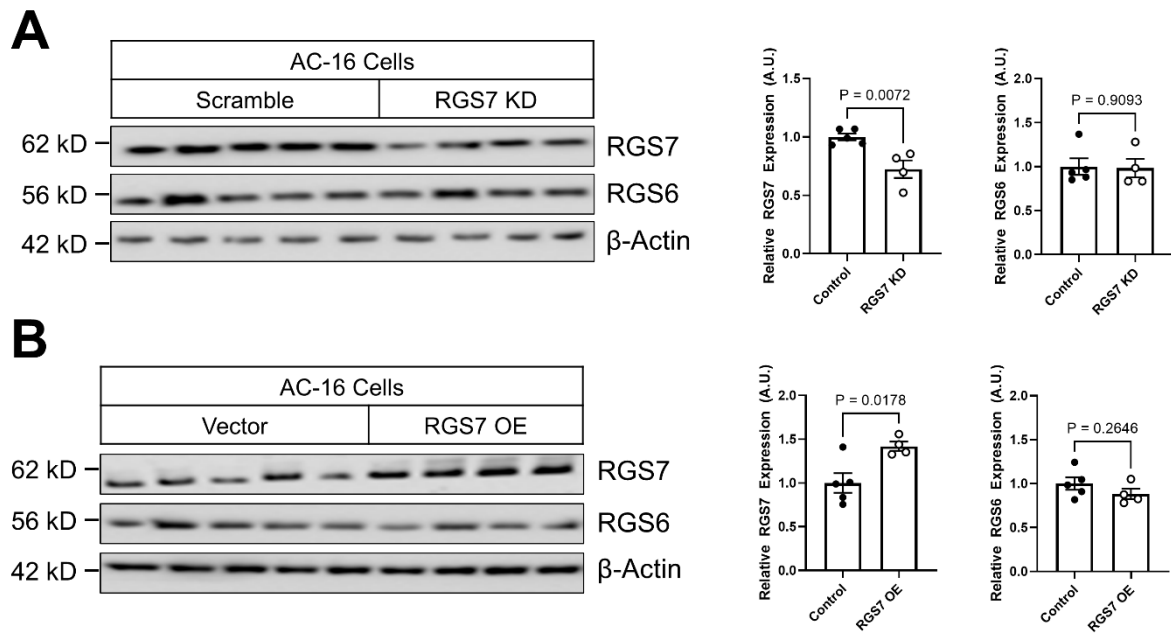 A
AC-16 Cells
Scramble RGS7 KD
62 kD RGS7
56 kD RGS6
42 kD β-Actin
Relative RGS7 Expression (A.U.)
1.5
1.0
0.5
0.0
P = 0.0072
Control RGS7 KD
Relative RGS6 Expression (A.U.)
2.0
1.5
1.0
0.5
0.0
P = 0.9093
Control RGS7 KD
B
AC-16 Cells
Vector RGS7 OE
62 kD RGS7
56 kD RGS6
42 kD β-Actin
Relative RGS7 Expression (A.U.)
2.0
1.5
1.0
0.5
0.0
P = 0.0178
Control RGS7 OE
Relative RGS6 Expression (A.U.)
2.0
1.5
1.0
0.5
0.0
P = 0.2646
Control RGS7 OE